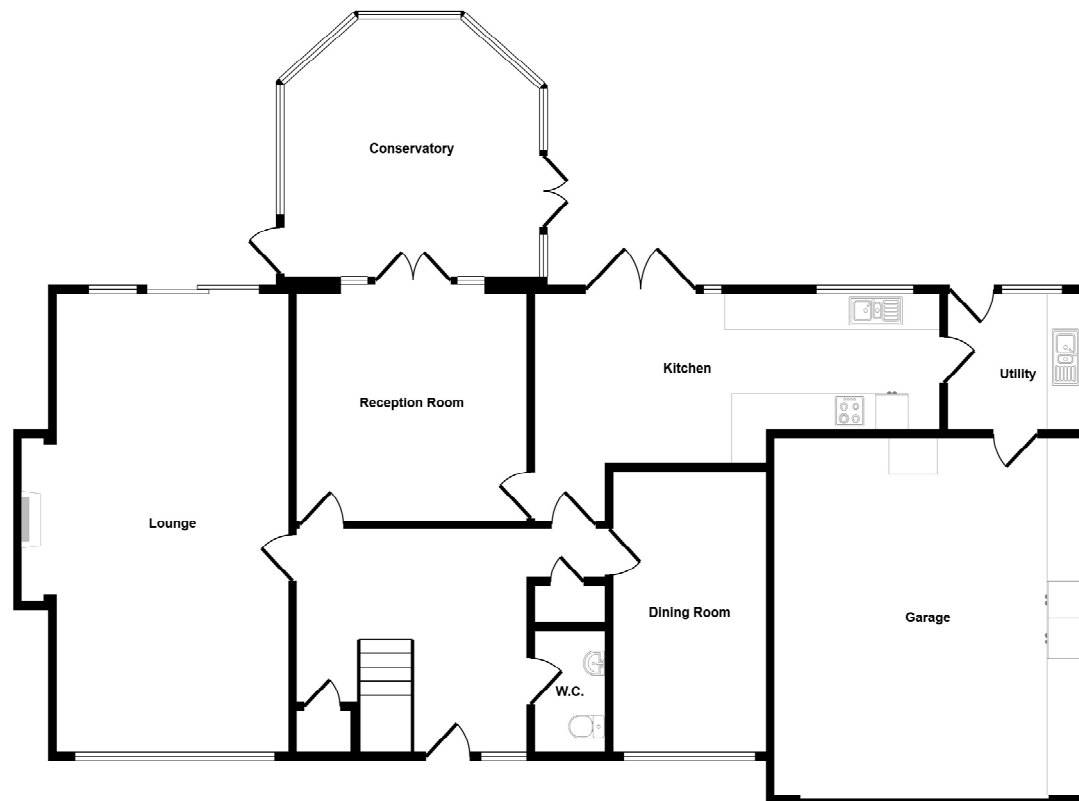 Conservatory
Kitchen
Utility
Reception Room
Lounge
Dining Room
Garage
W.C.